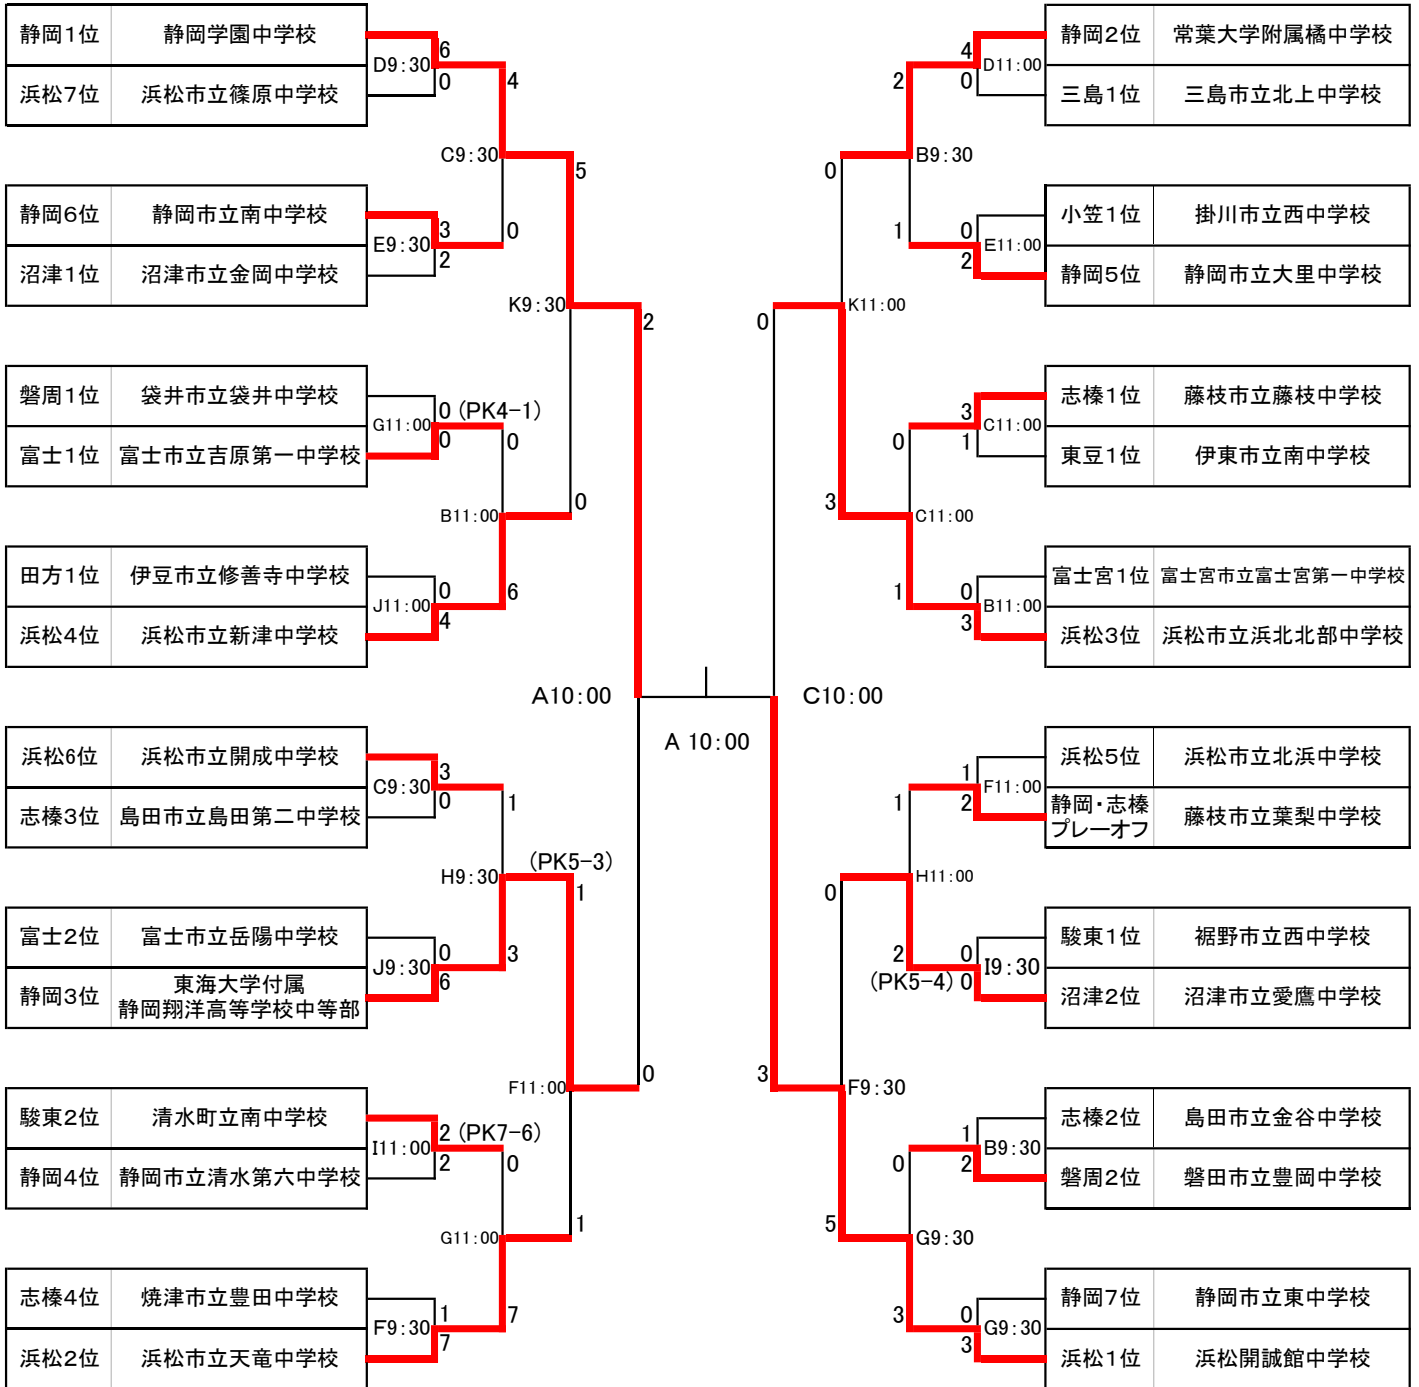 静岡1位 静岡学園中学校
6
D9:30
浜松7位 浜松市立篠原中学校
0
4
C9:30
5
静岡6位 静岡市立南中学校
3
E9:30
沼津1位 沼津市立金岡中学校
2
0
K9:30
2
磐周1位 袋井市立袋井中学校
0 (PK4-1)
G11:00
富士1位 富士市立吉原第一中学校
0
0
B11:00
0
田方1位 伊豆市立修善寺中学校
0
J11:00
浜松4位 浜松市立新津中学校
4
6
A10:00
浜松6位 浜松市立開成中学校
3
C9:30
志榛3位 島田市立島田第二中学校
0
1
H9:30
(PK5-3)
1
富士2位 富士市立岳陽中学校
0
J9:30
静岡3位 東海大学付属
静岡翔洋高等学校中等部
6
3
F11:00
0
駿東2位 清水町立南中学校
2 (PK7-6)
I11:00
静岡4位 静岡市立清水第六中学校
2
0
G11:00
1
志榛4位 焼津市立豊田中学校
1
F9:30
浜松2位 浜松市立天竜中学校
7
7
A 10:00
静岡2位 常葉大学附属橘中学校
4
D11:00
三島1位 三島市立北上中学校
0
2
B9:30
0
小笠1位 掛川市立西中学校
0
E11:00
静岡5位 静岡市立大里中学校
2
1
K11:00
0
志榛1位 藤枝市立藤枝中学校
3
C11:00
東豆1位 伊東市立南中学校
1
0
C11:00
3
富士宮1位 富士宮市立富士宮第一中学校
0
B11:00
浜松3位 浜松市立浜北北部中学校
3
1
C10:00
浜松5位 浜松市立北浜中学校
1
F11:00
静岡・志榛
プレーオフ 藤枝市立葉梨中学校
2
1
H11:00
0
駿東1位 裾野市立西中学校
0
I9:30
沼津2位 沼津市立愛鷹中学校
(PK5-4) 0
2
F9:30
3
志榛2位 島田市立金谷中学校
1
B9:30
磐周2位 磐田市立豊岡中学校
2
0
G9:30
5
静岡7位 静岡市立東中学校
0
G9:30
浜松1位 浜松開誠館中学校
3
3